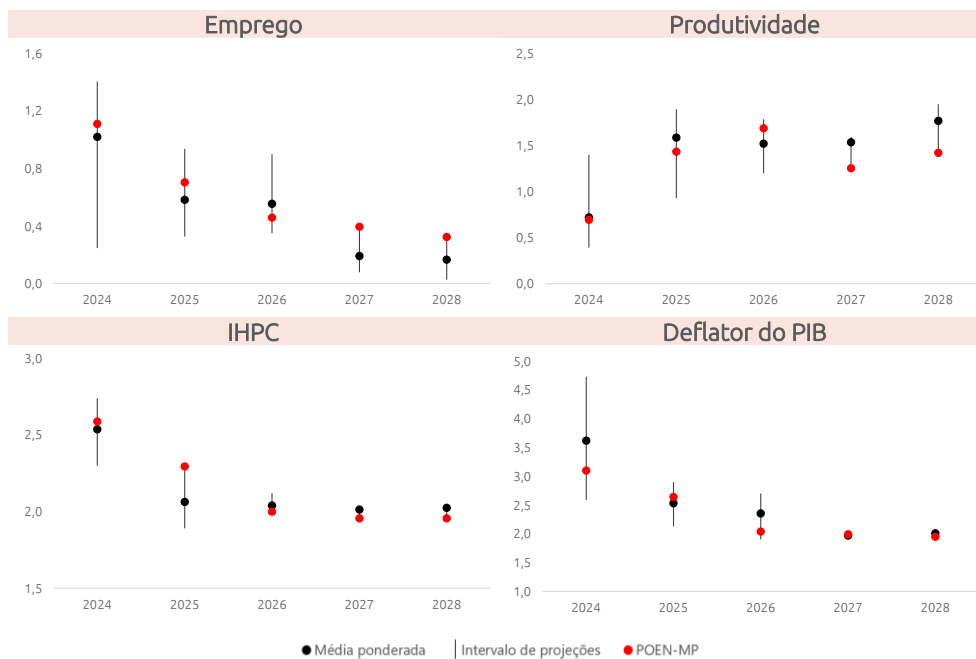 Emprego
1,6
1,2
0,8
0,4
0,0
2024 2025 2026 2027 2028
Produtividade
2,5
2,0
1,5
1,0
0,5
0,0
2024 2025 2026 2027 2028
IHPC
3,0
2,5
2,0
1,5
2024 2025 2026 2027 2028
Deflator do PIB
5,0
4,5
4,0
3,5
3,0
2,5
2,0
1,5
1,0
2024 2025 2026 2027 2028
Média ponderada Intervalo de projeções POEN-MP